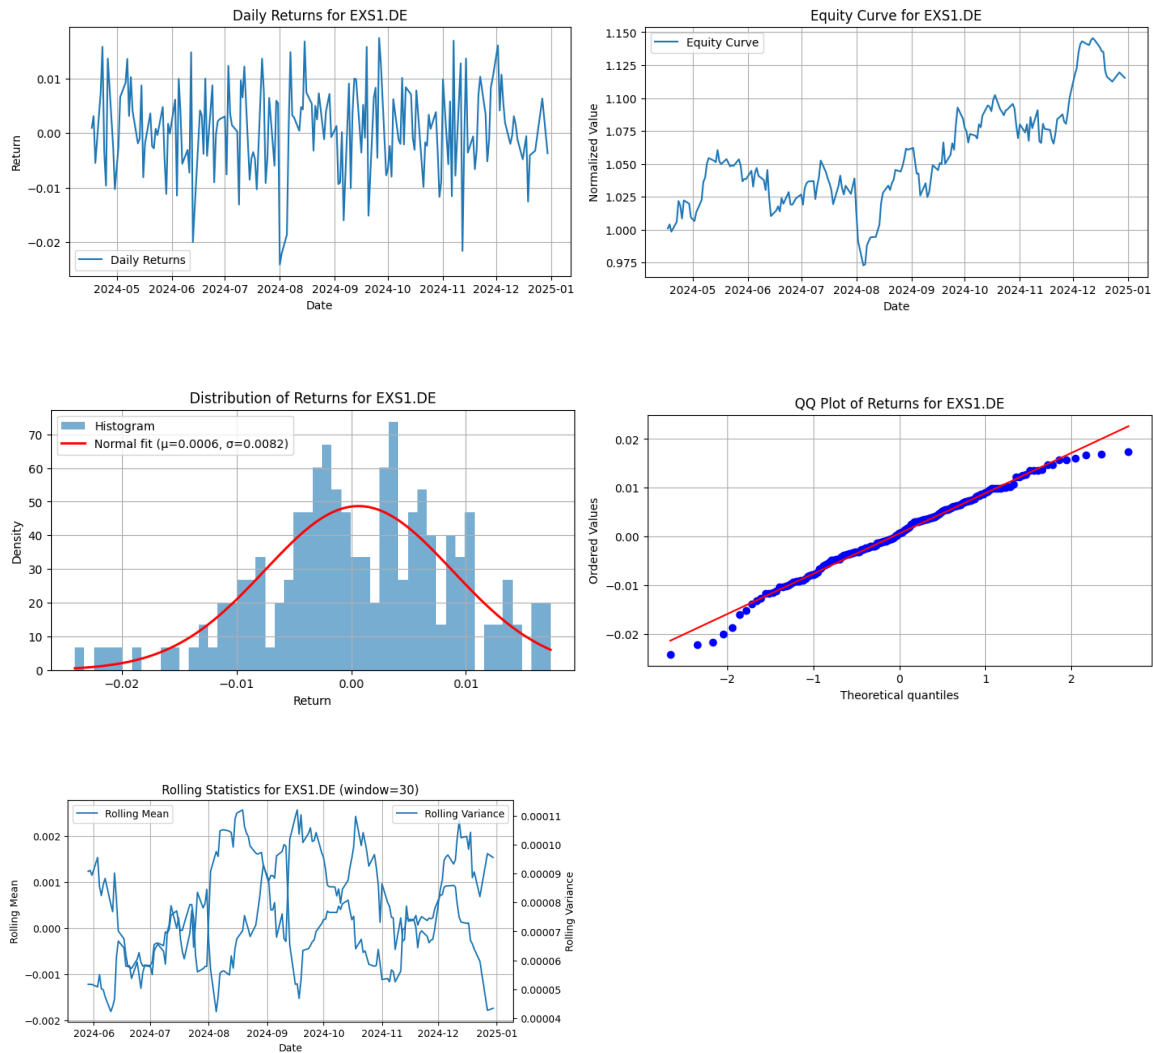 Daily Returns for EXS1.DE
0.01
0.00
−0.01
−0.02
Return
Daily Returns
2024-05 2024-06 2024-07 2024-08 2024-09 2024-10 2024-11 2024-12 2025-01
Date
Equity Curve for EXS1.DE
Equity Curve
1.150
1.125
1.100
1.075
1.050
1.025
1.000
0.975
Normalized Value
2024-05 2024-06 2024-07 2024-08 2024-09 2024-10 2024-11 2024-12 2025-01
Date
Distribution of Returns for EXS1.DE
Histogram
Normal fit (μ=0.0006, σ=0.0082)
70
60
50
40
30
20
10
0
Density
−0.02 −0.01 0.00 0.01
Return
QQ Plot of Returns for EXS1.DE
0.02
0.01
0.00
−0.01
−0.02
Ordered Values
−2 −1 0 1 2
Theoretical quantiles
Rolling Statistics for EXS1.DE (window=30)
Rolling Mean
Rolling Variance
0.002
0.001
0.000
−0.001
−0.002
Rolling Mean
0.00011
0.00010
0.00009
0.00008
0.00007
0.00006
0.00005
0.00004
Rolling Variance
2024-06 2024-07 2024-08 2024-09 2024-10 2024-11 2024-12 2025-01
Date